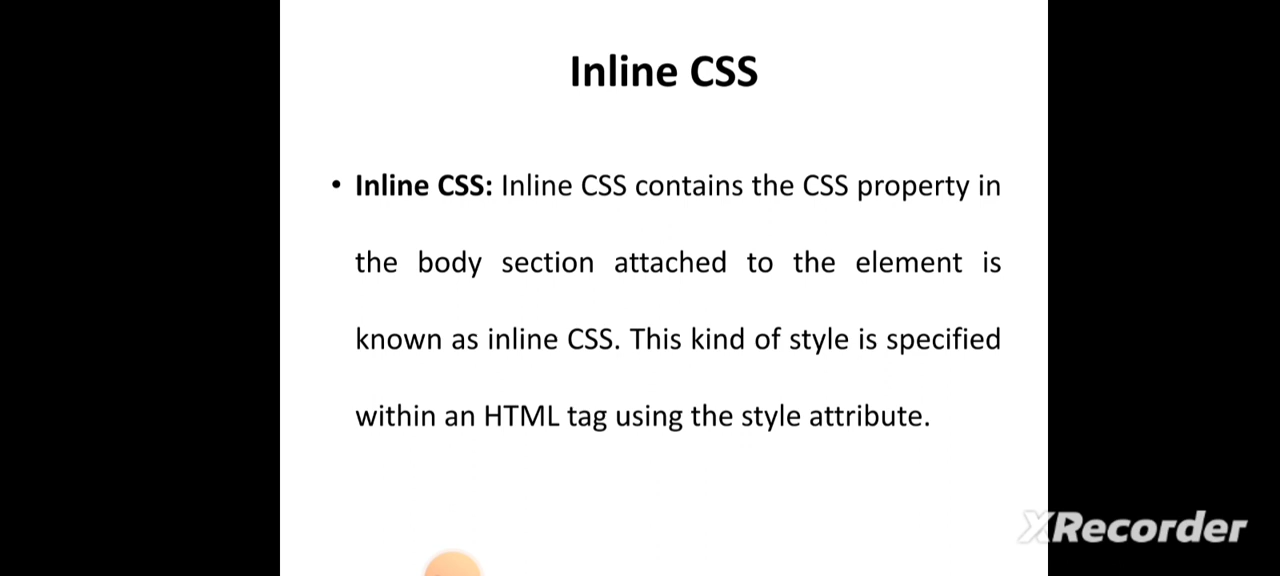 Inline CSS
• Inline CSS: Inline CSS contains the CSS property in
the body section attached to the element is
known as inline CSS. This kind of style is specified
within an HTML tag using the style attribute.
XRecorder